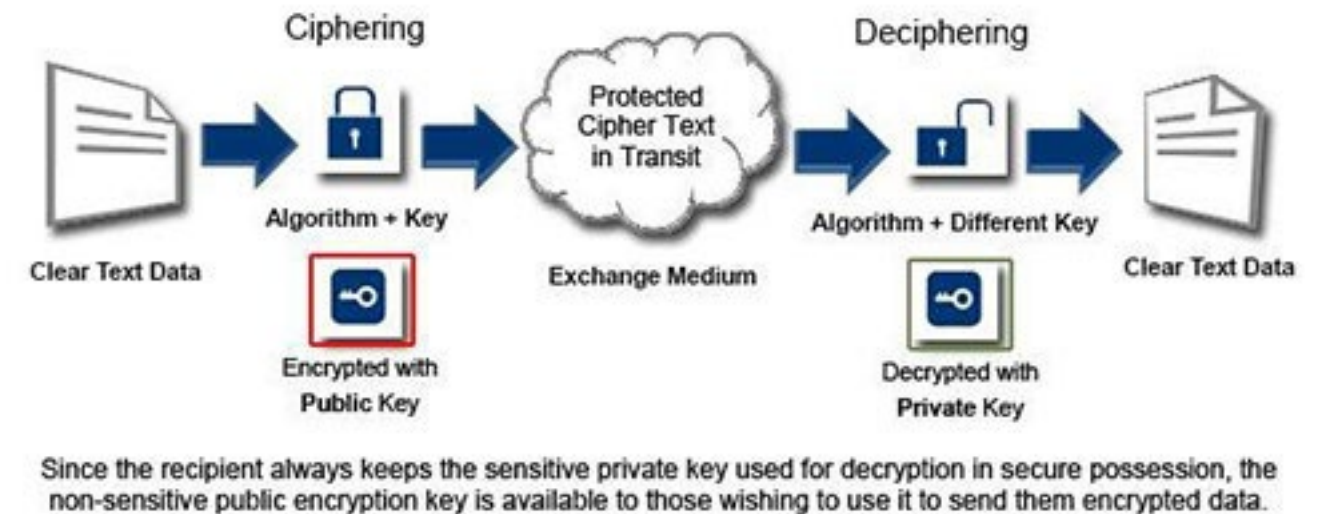 Ciphering
Deciphering
Protected
Cipher Text
in Transit
Algorithm + Key
Algorithm + Different Key
Clear Text Data
Exchange Medium
Clear Text Data
Encrypted with
Public Key
Decrypted with
Private Key
Since the recipient always keeps the sensitive private key used for decryption in secure possession, the
non-sensitive public encryption key is available to those wishing to use it to send them encrypted data.